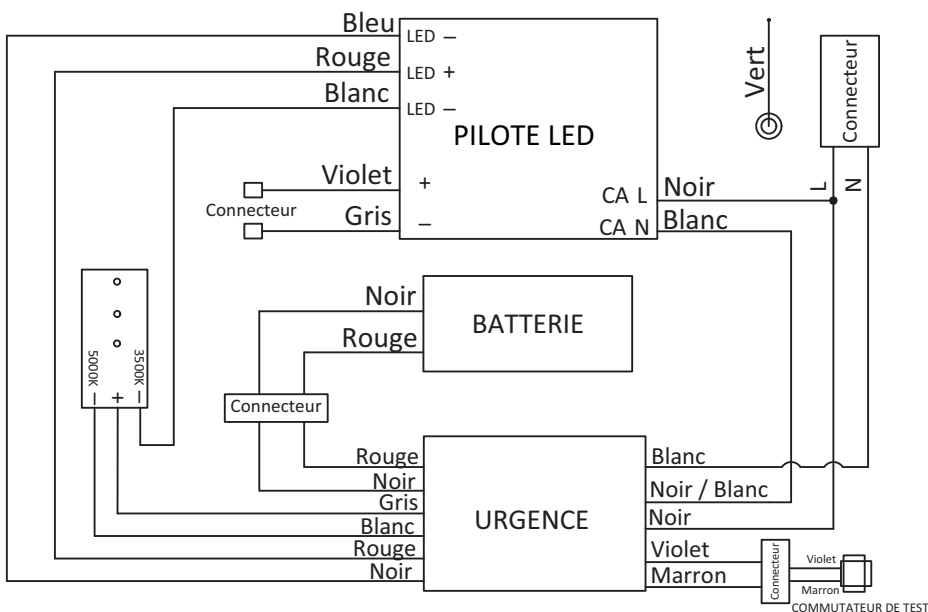 Bleu
LED –
Rouge
LED +
Blanc
LED –
PILOTE LED
Violet
+
Connecteur
Gris
–
CA L
Noir
CA N
Blanc
Vert
Connecteur
L
N
Noir
Rouge
BATTERIE
5000K –
+
3500K –
Connecteur
Rouge
Noir
Gris
Blanc
Rouge
Noir
URGENCE
Blanc
Noir / Blanc
Noir
Violet
Marron
Connecteur
Violet
Marron
COMMUTATEUR DE TEST